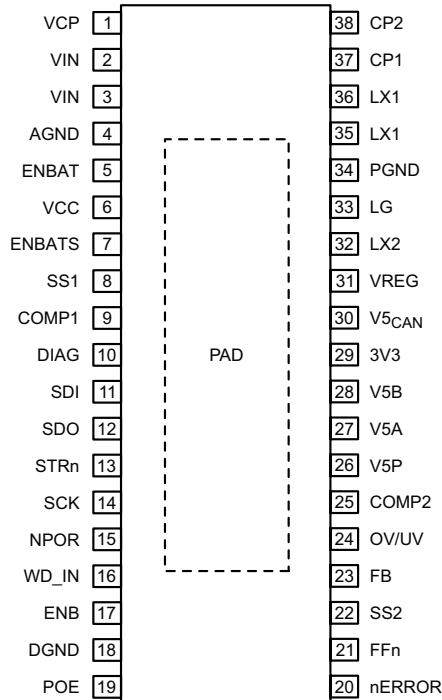 VCP 1
VIN 2
VIN 3
AGND 4
ENBAT 5
VCC 6
ENBATS 7
SS1 8
COMP1 9
DIAG 10
SDI 11
SDO 12
STRn 13
SCK 14
NPOR 15
WD_IN 16
ENB 17
DGND 18
POE 19
PAD
38 CP2
37 CP1
36 LX1
35 LX1
34 PGND
33 LG
32 LX2
31 VREG
30 V5CAN
29 3V3
28 V5B
27 V5A
26 V5P
25 COMP2
24 OV/UV
23 FB
22 SS2
21 FFn
20 nERROR